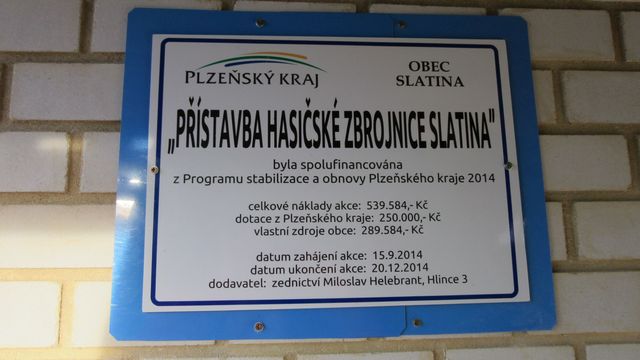 PLZEŇSKÝ KRAJ
OBEC
SLATINA
„PŘÍSTAVBA HASIČSKÉ ZBROJNICE SLATINA"
byla spolufinancována
z Programu stabilizace a obnovy Plzeňského kraje 2014
celkové náklady akce: 539.584,- Kč
dotace z Plzeňského kraje: 250.000,- Kč
vlastní zdroje obce: 289.584,- Kč
datum zahájení akce: 15.9.2014
datum ukončení akce: 20.12.2014
dodavatel: zednictví Miloslav Helebrant, Hlince 3